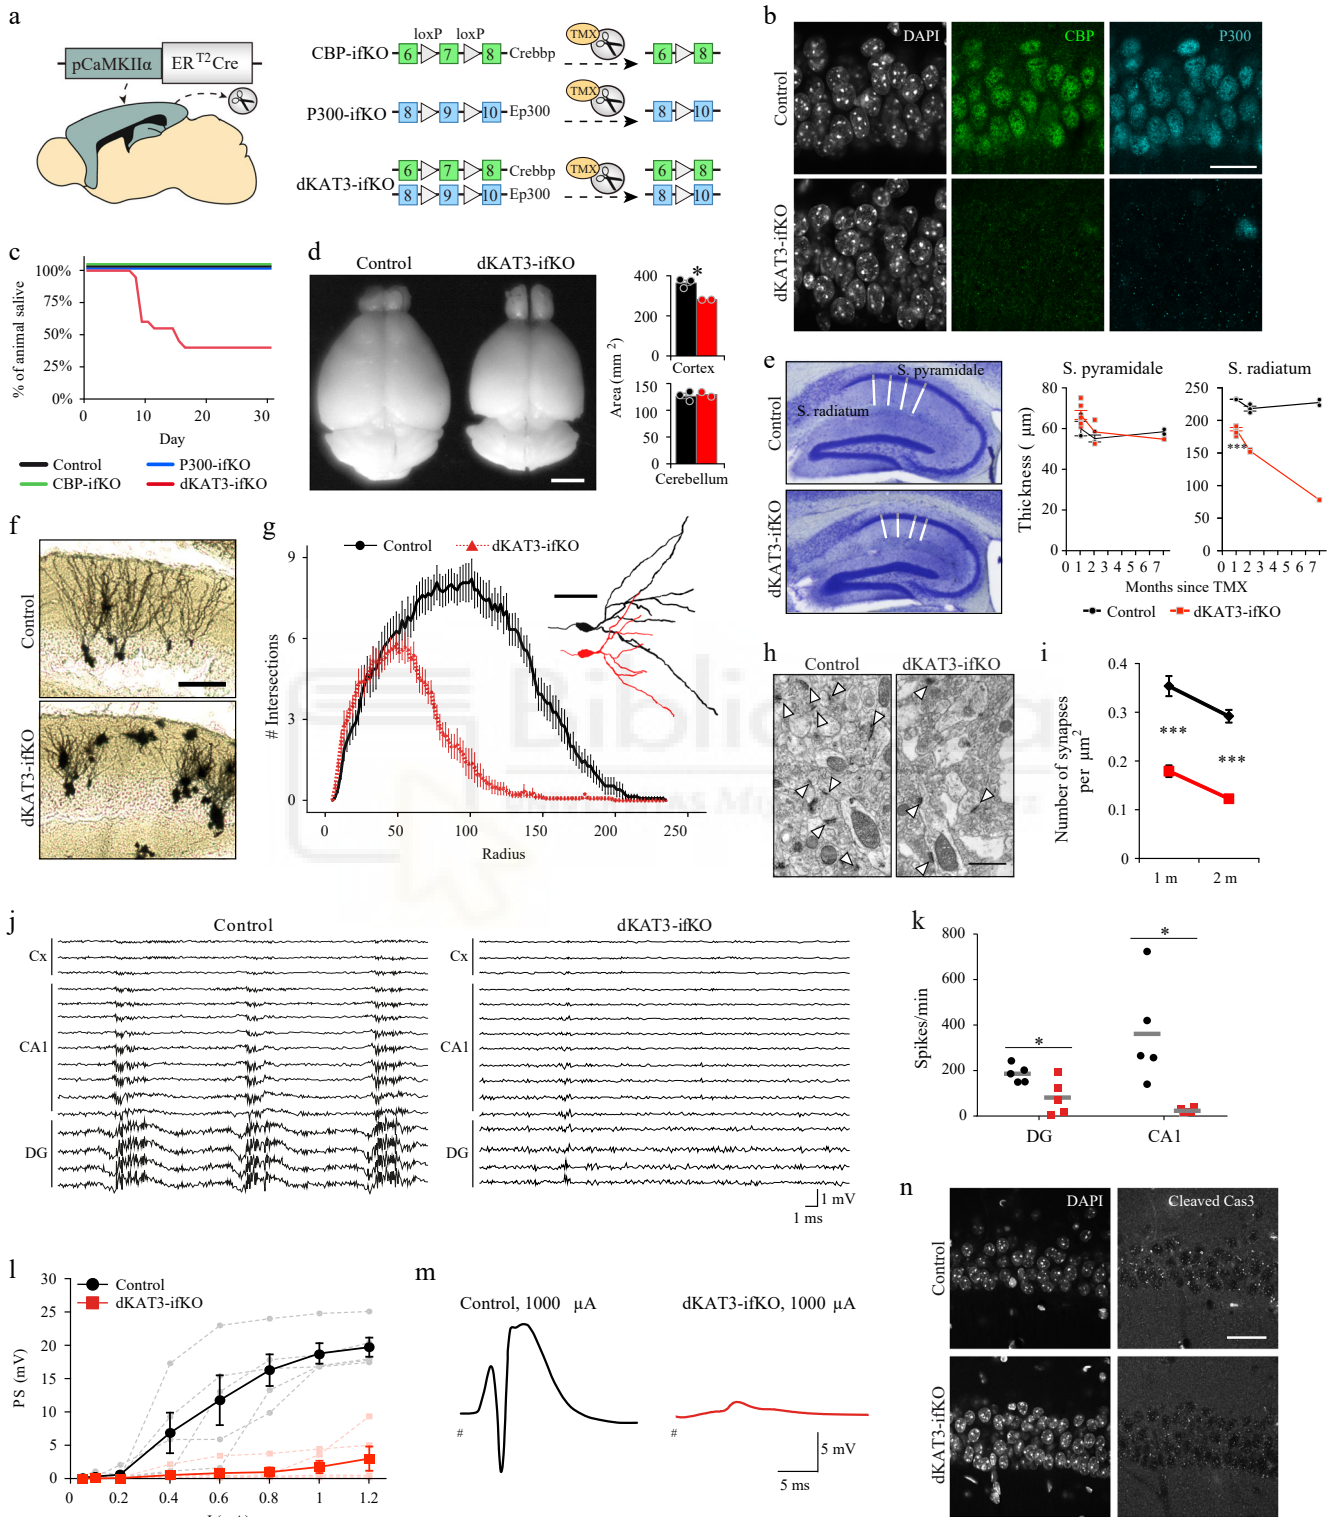 a
pCaMKIIα
ER T2 Cre
loxP loxP
CBP-ifKO
6 7 8 Crebbp
TMX
6 8
P300-ifKO
8 9 10 Ep300
TMX
8 10
dKAT3-ifKO
6 7 8 Crebbp
8 9 10 Ep300
TMX
6 8
8 10
b
DAPI
CBP
P300
Control
dKAT3-ifKO
c
% of animal salive
100%
75%
50%
25%
0%
0 10 20 30
Day
Control
P300-ifKO
CBP-ifKO
dKAT3-ifKO
d
Control
dKAT3-ifKO
Area (mm 2)
400
200
0
*
Cortex
150
100
50
0
Cerebellum
e
Control
S. pyramidale
S. radiatum
dKAT3-ifKO
S. pyramidale
S. radiatum
Thickness ( µm)
80
60
40
20
0
0 1 2 3 4 5 6 7
250
200
150
100
50
0
***
0 1 2 3 4 5 6 7
Months since TMX
Control
dKAT3-ifKO
f
Control
dKAT3-ifKO
g
Control
dKAT3-ifKO
# Intersections
9
6
3
0
0 50 100 150 200 250
Radius
h
Control
dKAT3-ifKO
i
Number of synapses
per µm2
0.4
0.3
0.2
0.1
0
***
***
1 m 2 m
j
Control
dKAT3-ifKO
Cx
CA1
DG
Cx
CA1
DG
1 mV
1 ms
k
Spikes/min
800
600
400
200
0
*
*
DG CA1
l
Control
dKAT3-ifKO
PS (mV)
30
25
20
15
10
5
0
0 0.2 0.4 0.6 0.8 1 1.2
m
Control, 1000 µA
dKAT3-ifKO, 1000 µA
#
#
5 mV
5 ms
n
DAPI
Cleaved Cas3
Control
dKAT3-ifKO